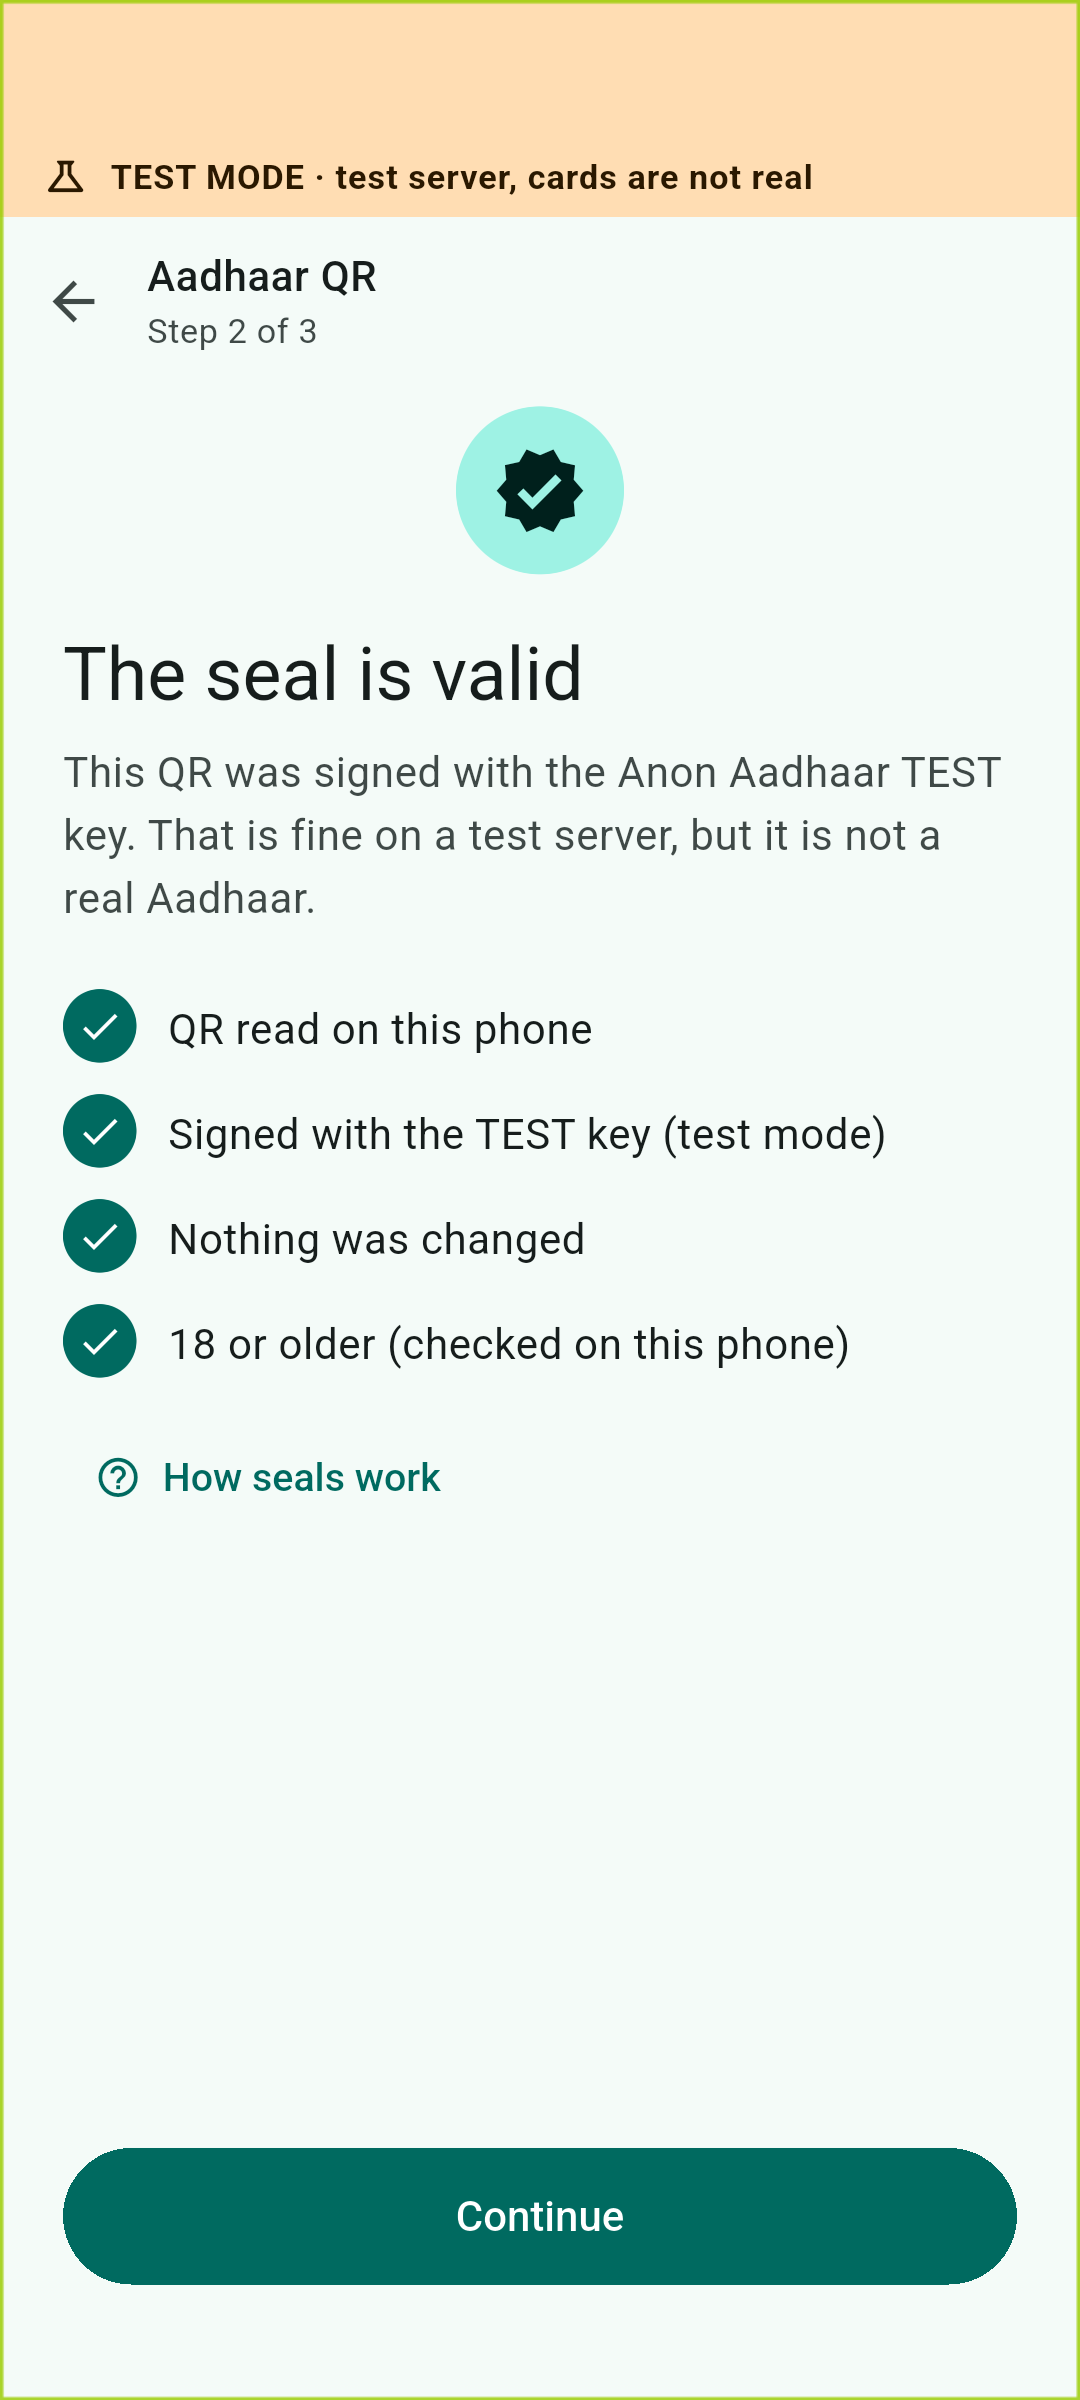 TEST MODE · test server, cards are not real
Aadhaar QR
Step 2 of 3
The seal is valid
This QR was signed with the Anon Aadhaar TEST
key. That is fine on a test server, but it is not a
real Aadhaar.
QR read on this phone
Signed with the TEST key (test mode)
Nothing was changed
18 or older (checked on this phone)
How seals work
Continue